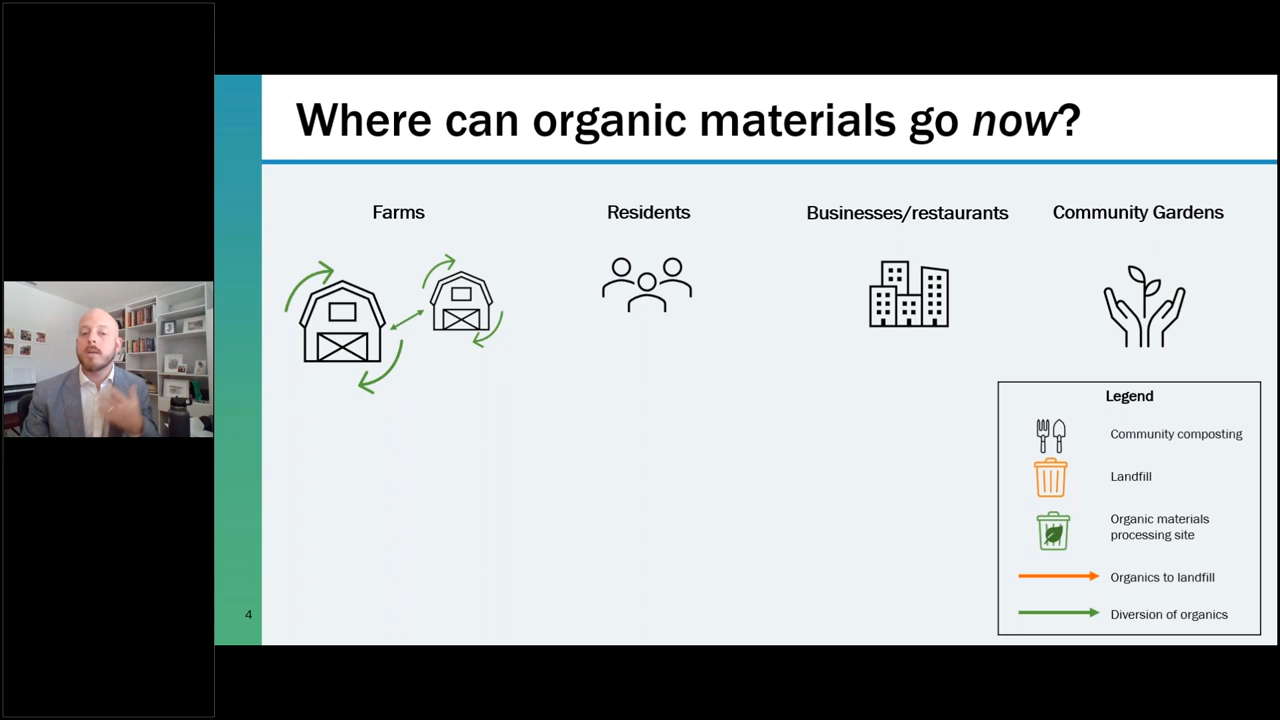 Where can organic materials go now?
Farms
Residents
Businesses/restaurants
Community Gardens
Legend
Community composting
Landfill
Organic materials
processing site
Organics to landfill
Diversion of organics
4